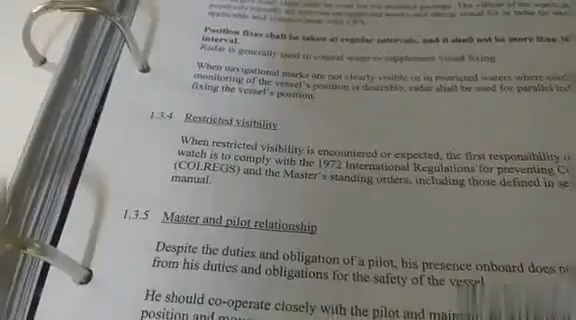 Position fixes shall be taken at regular intervals, and it shall not be more than
interval.
Radar is generally used in coastal ways to supplement visual fixing.
When navigational marks are not clearly visible or in restricted waters where
monitoring of the vessel's position is desirable, radar shall be used for parallel
fixing the vessel's position.
1.3.4 Restricted visibility
When restricted visibility is encountered or expected, the first responsibility o
watch is to comply with the 1972 International Regulations for preventing C
(COLREGS) and the Master's standing orders, including those defined in se
manual.
1.3.5 Master and pilot relationship
Despite the duties and obligation of a pilot, his presence onboard does n
from his duties and obligations for the safety of the vessel
He should co-operate closely with the pilot and
position and